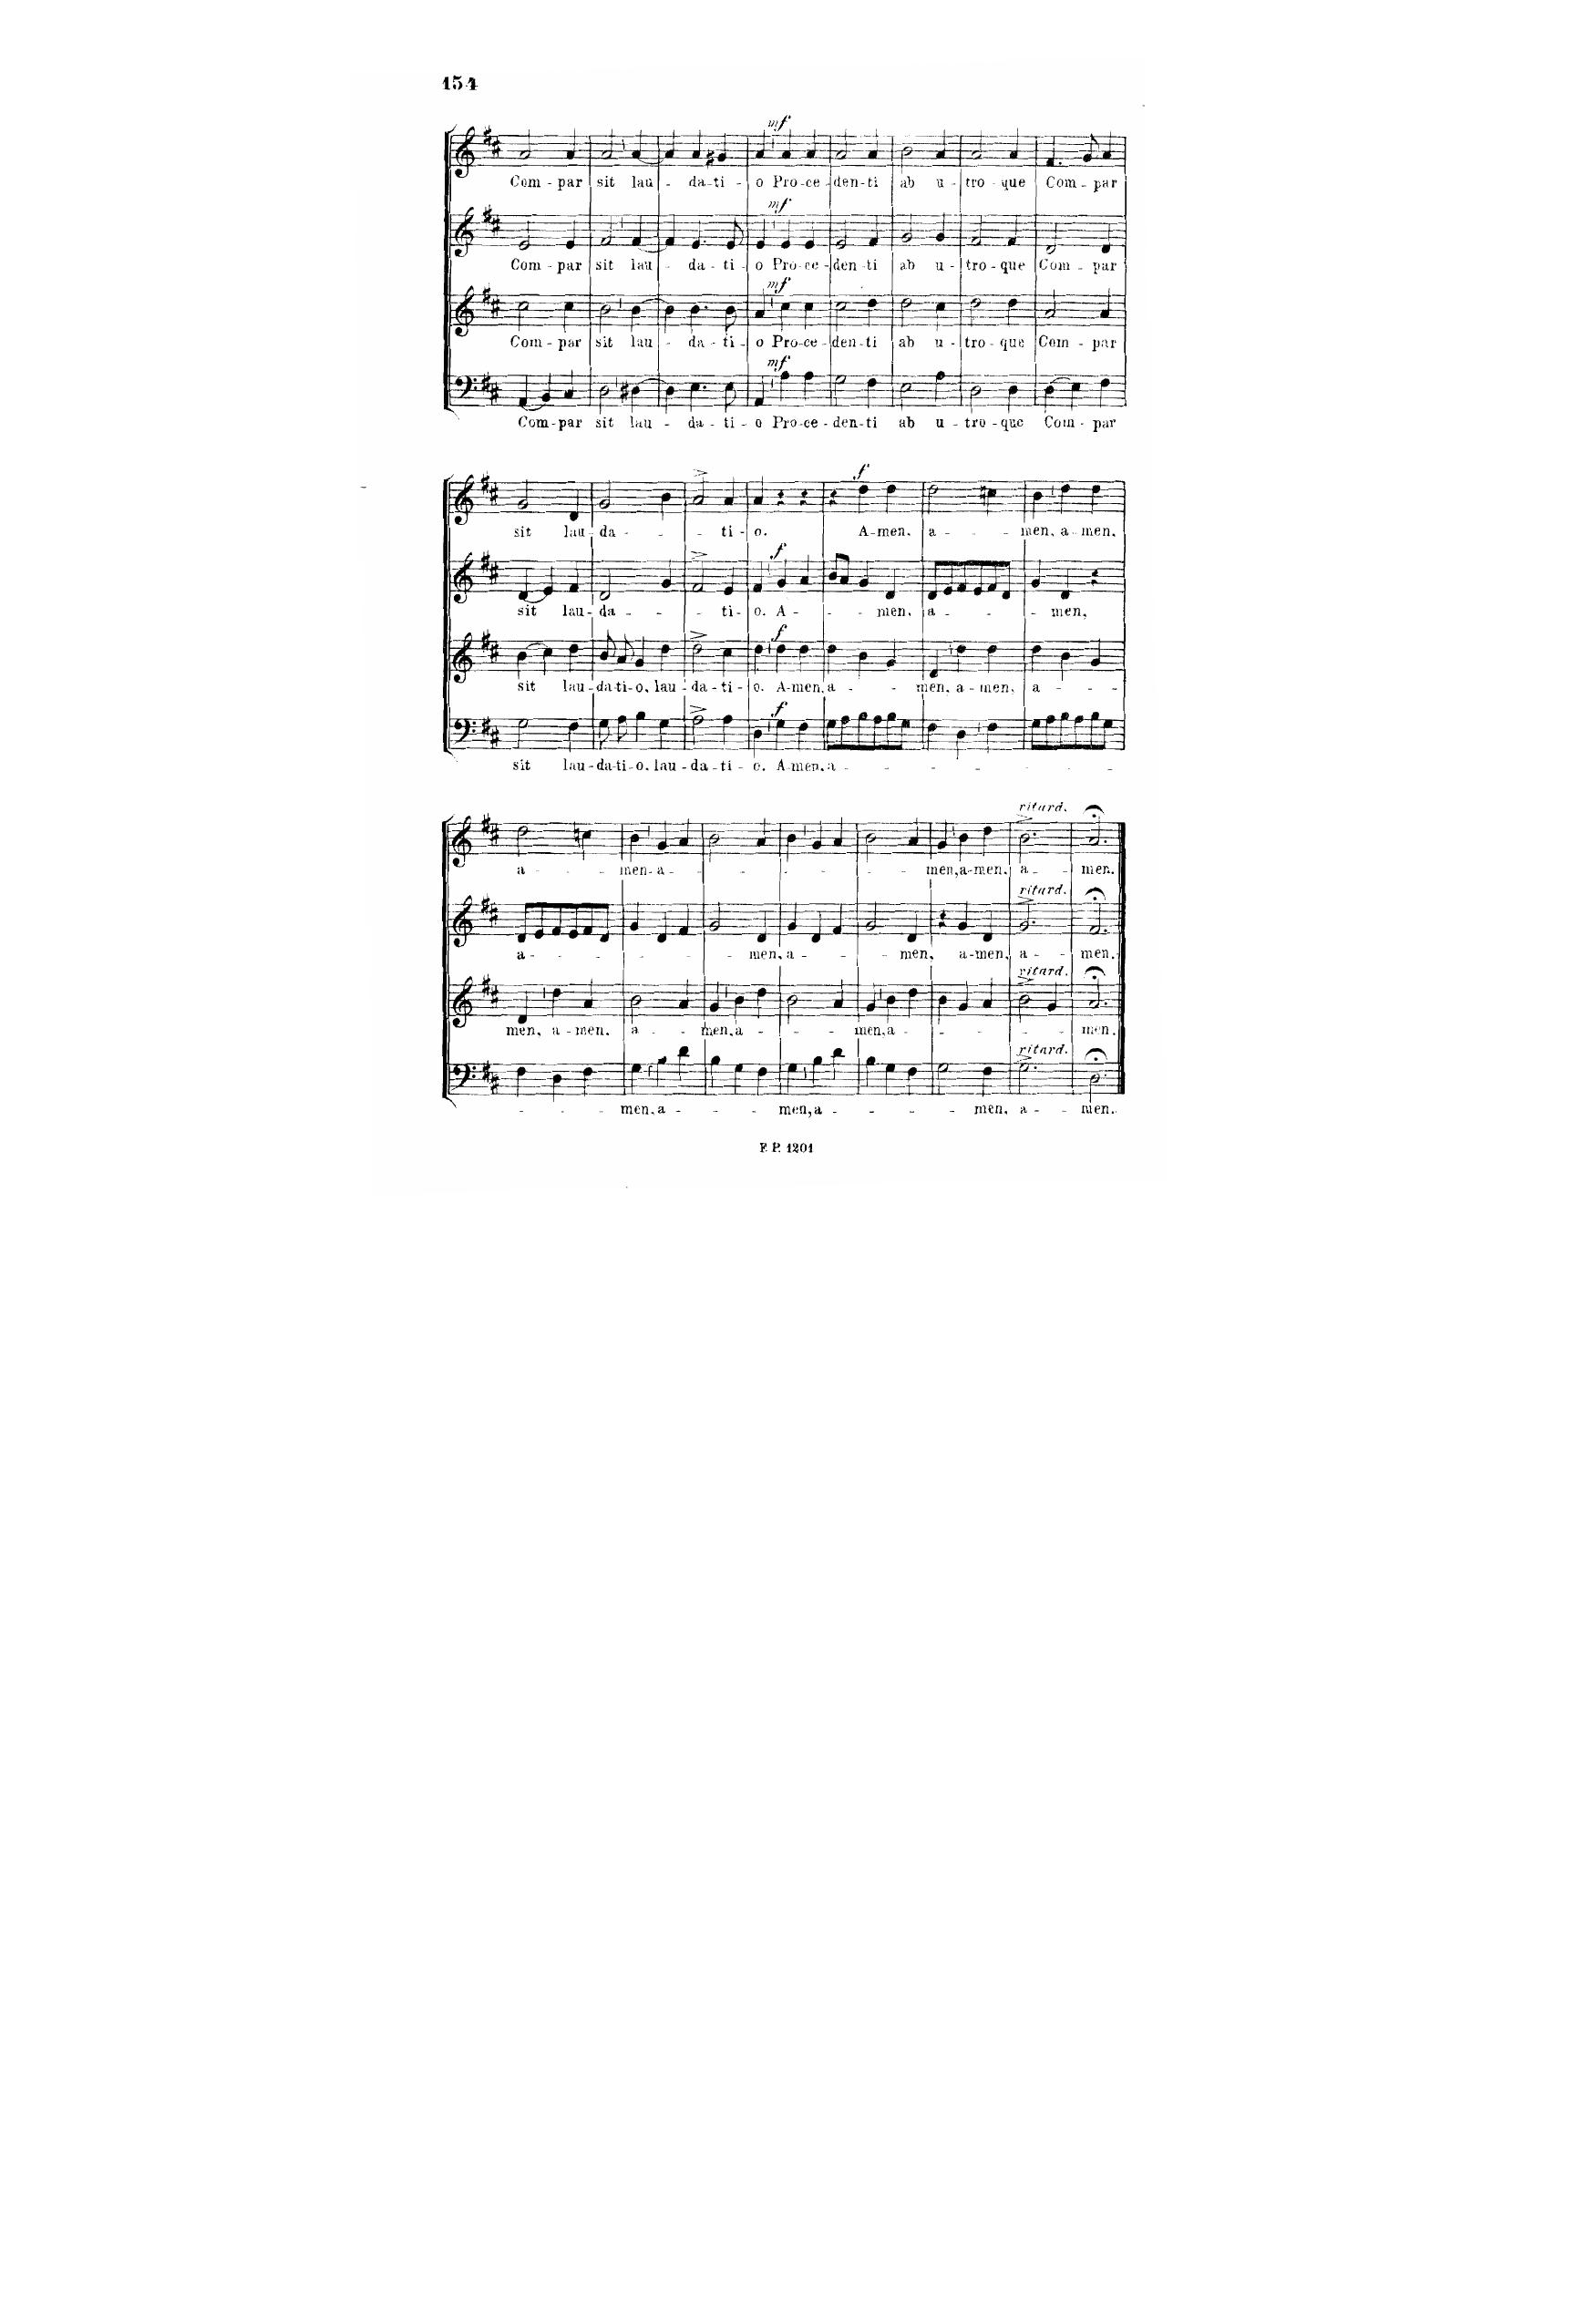 154
mf
Com - par sit lau - da - ti - o Pro - ce - den - ti ab u - tro - que Com - par
mf
Com - par sit lau - da - ti - o Pro - ce - den - ti ab u - tro - que Com - par
mf
Com - par sit lau - da - ti - o Pro - ce - den - ti ab u - tro - que Com - par
mf
Com - par sit lau - da - ti - o Pro - ce - den - ti ab u - tro - que Com - par
f
sit lau - da - - - ti - o. A - men. a - - - men, a - men.
f
sit lau - da - - - ti - o. A - - - men, a - - - - men,
f
sit lau - da - ti - o, lau - da - ti - o. A - men, a - - men, a - men, a - - -
f
sit lau - da - ti - o. lau - da - ti - o. A - men. a - - - - - - -
ritard.
a - - - men - a - - - - - - - men, a - men. a - - men.
ritard.
a - - - - - - - men, a - - - - men, a - men, a - - men.
ritard.
men, a - men. a - - men, a - - - - men, a - - - - - - men.
ritard.
- - - men. a - - - - men, a - - - - - men. a - - men.
F. P. 1201